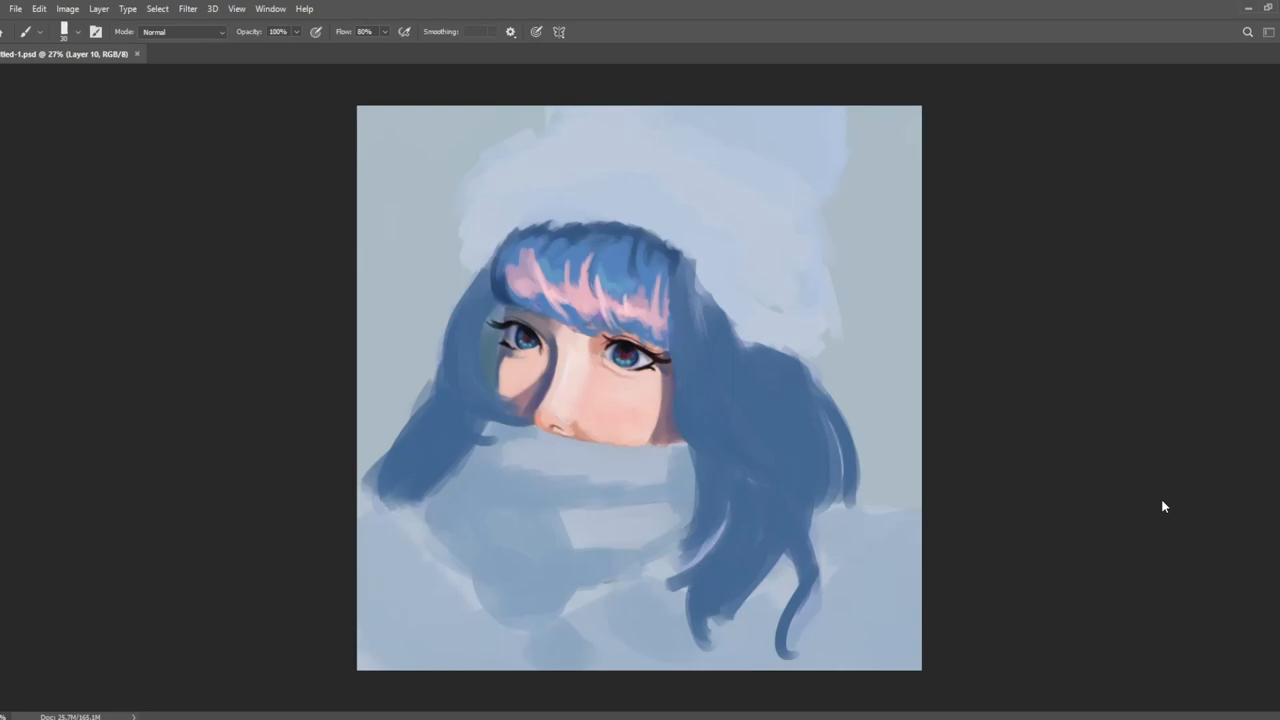 File Edit Image Layer Type Select Filter 3D View Window Help
30 Mode: Normal Opacity: 100% Flow: 80% Smoothing:
tled-1.psd @ 27% (Layer 10, RGB/8) ×
% Doc: 25.7M/165.1M